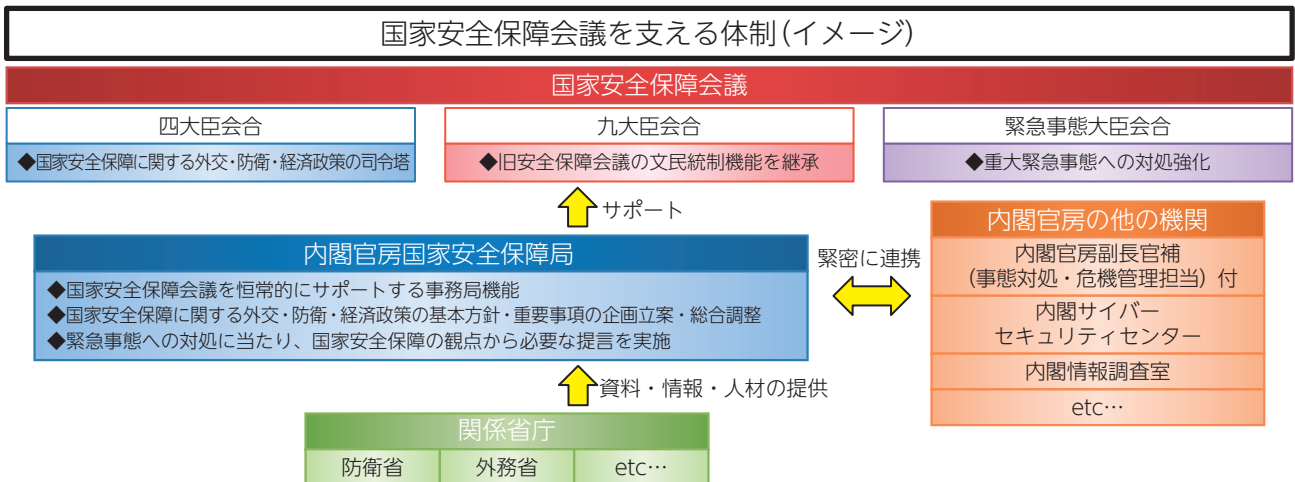 国家安全保障会議を支える体制(イメージ)
国家安全保障会議
四大臣会合
◆国家安全保障に関する外交・防衛・経済政策の司令塔
九大臣会合
◆旧安全保障会議の文民統制機能を継承
緊急事態大臣会合
◆重大緊急事態への対処強化
サポート
内閣官房国家安全保障局
◆国家安全保障会議を恒常的にサポートする事務局機能
◆国家安全保障に関する外交・防衛・経済政策の基本方針・重要事項の企画立案・総合調整
◆緊急事態への対処に当たり、国家安全保障の観点から必要な提言を実施
緊密に連携
内閣官房の他の機関
内閣官房副長官補
(事態対処・危機管理担当)付
内閣サイバー
セキュリティセンター
内閣情報調査室
etc…
資料・情報・人材の提供
関係省庁
防衛省
外務省
etc…